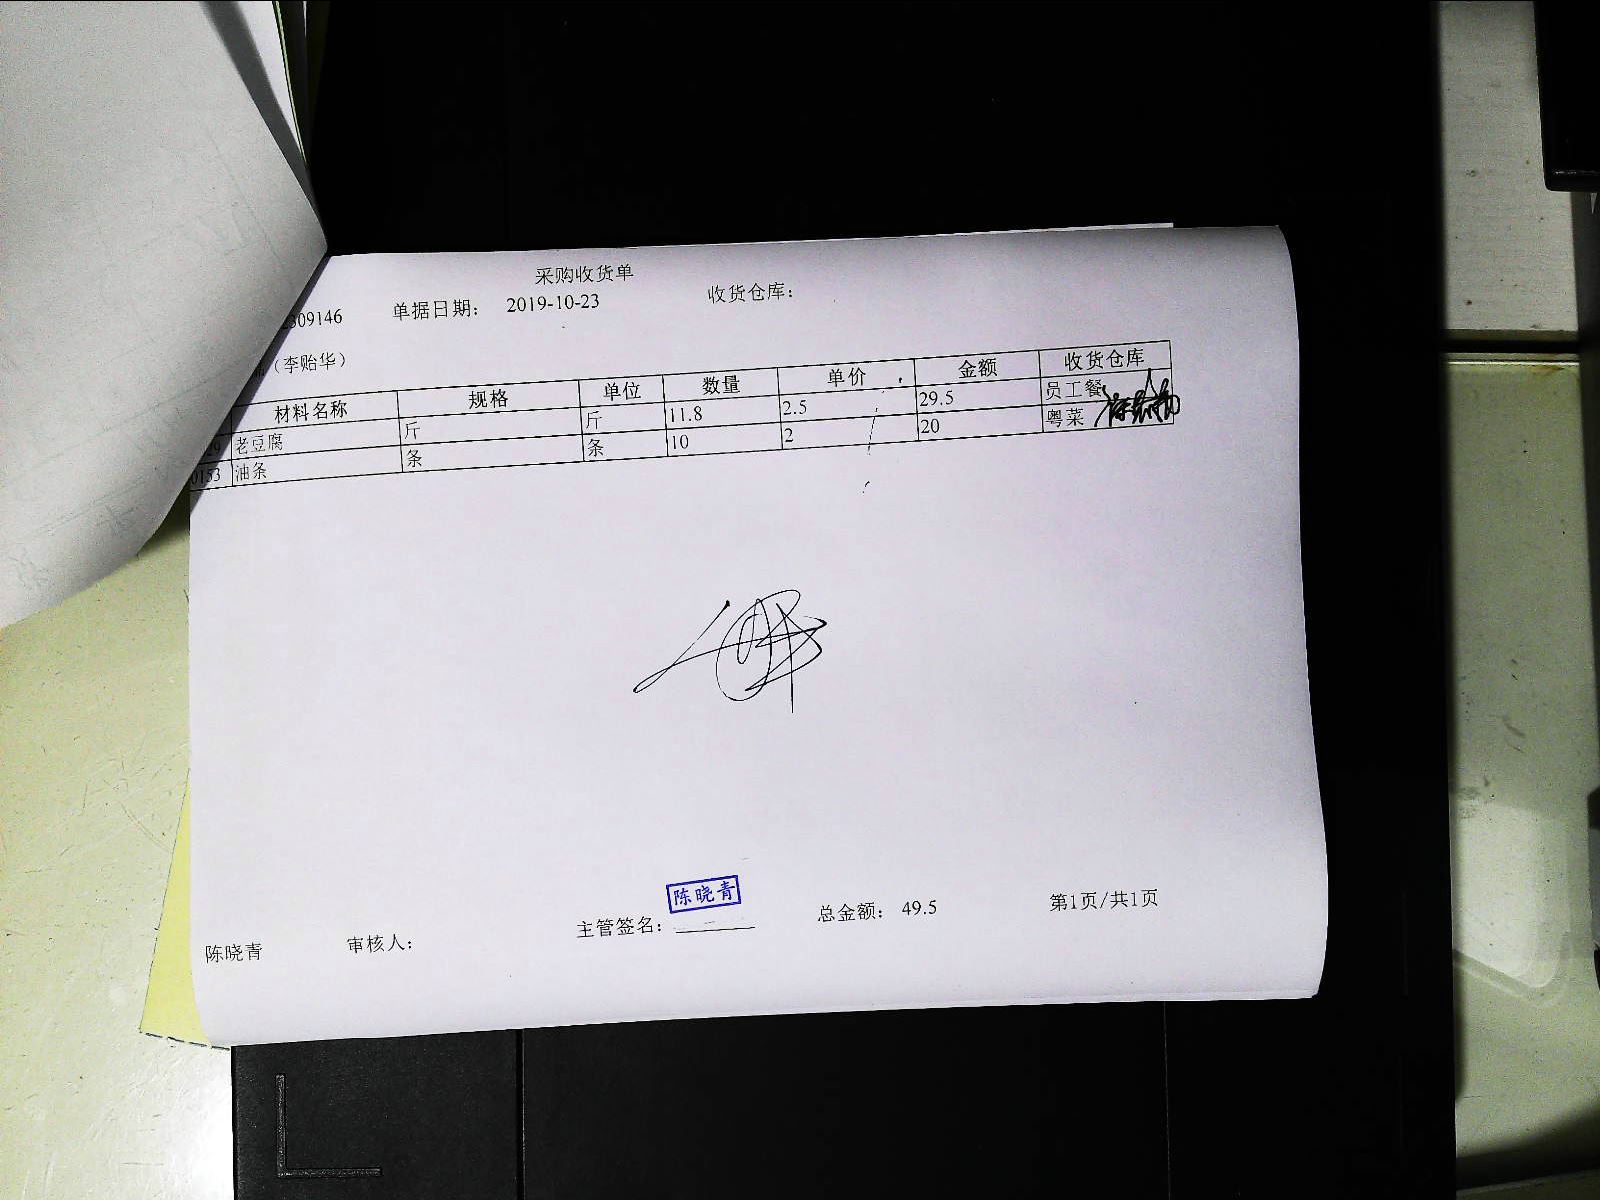 采购收货单
309146 单据日期： 2019-10-23 收货仓库：
（李贻华）
材料名称 规格 单位 数量 单价 金额 收货仓库
29 老豆腐 斤 斤 11.8 2.5 29.5 员工餐
0153 油条 条 条 10 2 20 粤菜
陈晓青
陈晓青 审核人： 主管签名： 总金额： 49.5 第1页/共1页